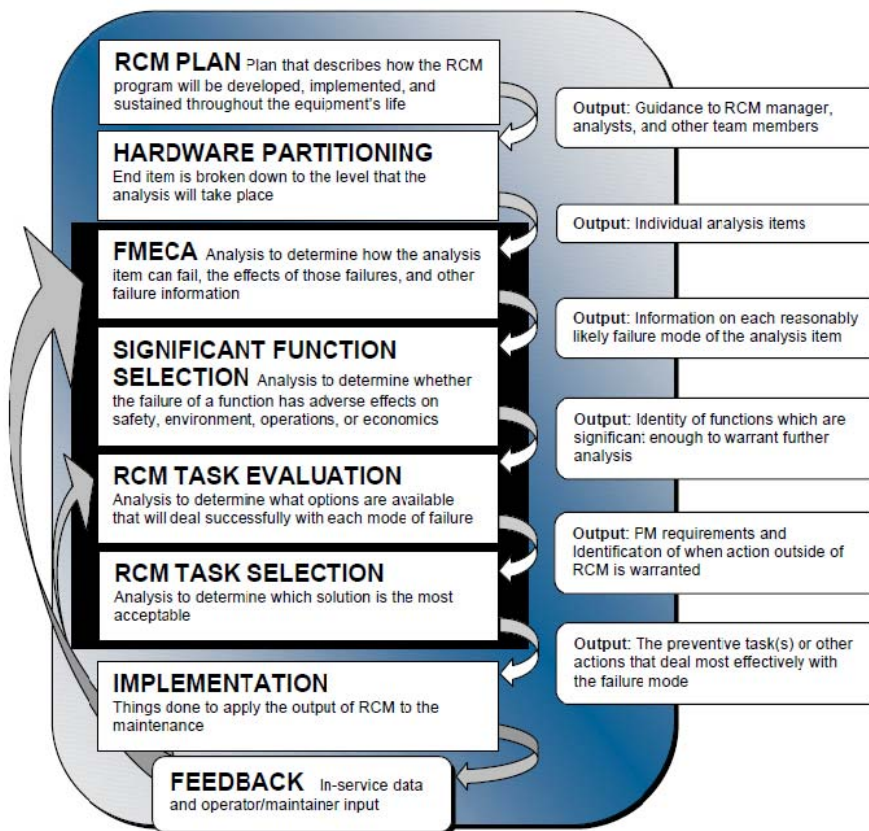 RCM PLAN Plan that describes how the RCM
program will be developed, implemented, and
sustained throughout the equipment's life
Output: Guidance to RCM manager,
analysts, and other team members
HARDWARE PARTITIONING
End item is broken down to the level that the
analysis will take place
Output: Individual analysis items
FMECA Analysis to determine how the analysis
item can fail, the effects of those failures, and other
failure information
Output: Information on each reasonably
likely failure mode of the analysis item
SIGNIFICANT FUNCTION
SELECTION Analysis to determine whether
the failure of a function has adverse effects on
safety, environment, operations, or economics
Output: Identity of functions which are
significant enough to warrant further
analysis
RCM TASK EVALUATION
Analysis to determine what options are available
that will deal successfully with each mode of failure
Output: PM requirements and
Identification of when action outside of
RCM is warranted
RCM TASK SELECTION
Analysis to determine which solution is the most
acceptable
Output: The preventive task(s) or other
actions that deal most effectively with
the failure mode
IMPLEMENTATION
Things done to apply the output of RCM to the
maintenance
FEEDBACK In-service data
and operator/maintainer input